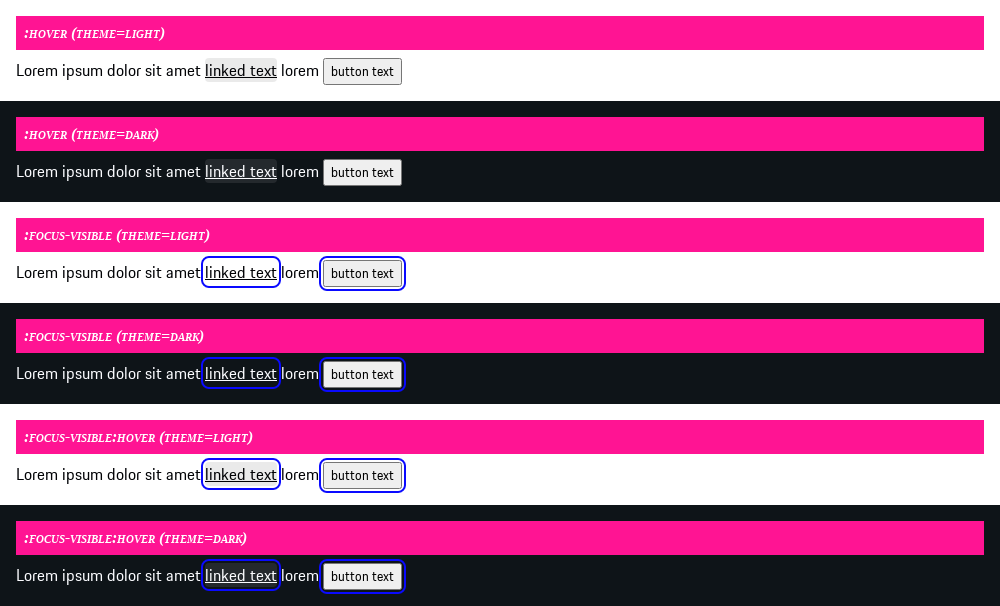 :hover (theme=light)
Lorem ipsum dolor sit amet linked text lorem button text
:hover (theme=dark)
Lorem ipsum dolor sit amet linked text lorem button text
:focus-visible (theme=light)
Lorem ipsum dolor sit amet linked text lorem button text
:focus-visible (theme=dark)
Lorem ipsum dolor sit amet linked text lorem button text
:focus-visible:hover (theme=light)
Lorem ipsum dolor sit amet linked text lorem button text
:focus-visible:hover (theme=dark)
Lorem ipsum dolor sit amet linked text lorem button text